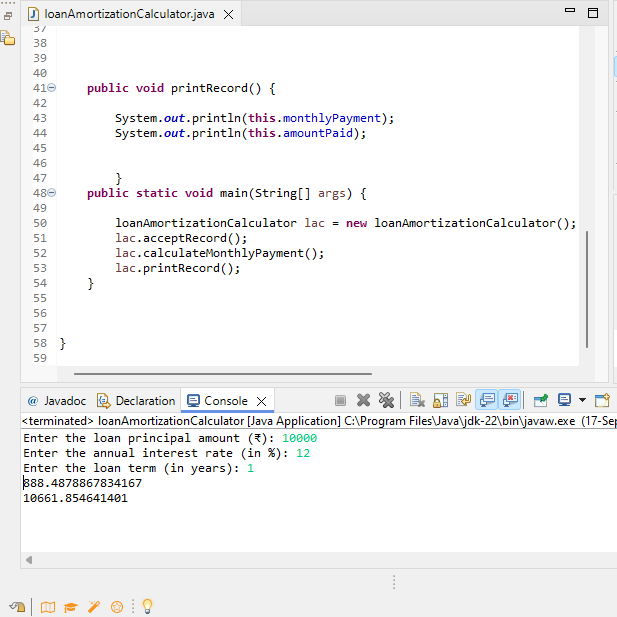 loanAmortizationCalculator.java
37
38
39
40
41 public void printRecord() {
42
43 System.out.println(this.monthlyPayment);
44 System.out.println(this.amountPaid);
45
46
47 }
48 public static void main(String[] args) {
49
50 loanAmortizationCalculator lac = new loanAmortizationCalculator();
51 lac.acceptRecord();
52 lac.calculateMonthlyPayment();
53 lac.printRecord();
54 }
55
56
57
58 }
59
@ Javadoc Declaration Console
<terminated> loanAmortizationCalculator [Java Application] C:\Program Files\Java\jdk-22\bin\javaw.exe (17-Sep
Enter the loan principal amount (₹): 10000
Enter the annual interest rate (in %): 12
Enter the loan term (in years): 1
888.4878867834167
10661.854641401